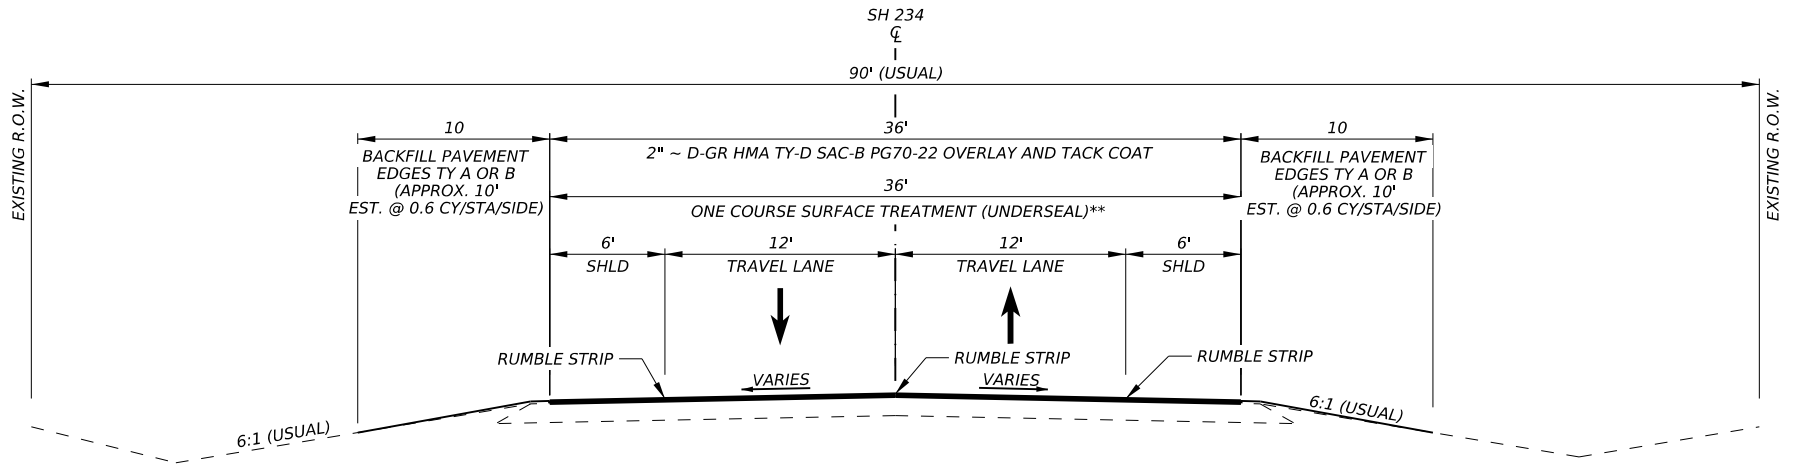 SH 234
℄
90' (USUAL)
EXISTING R.O.W.
EXISTING R.O.W.
10
36'
10
2" ~ D-GR HMA TY-D SAC-B PG70-22 OVERLAY AND TACK COAT
BACKFILL PAVEMENT
EDGES TY A OR B
(APPROX. 10'
EST. @ 0.6 CY/STA/SIDE)
BACKFILL PAVEMENT
EDGES TY A OR B
(APPROX. 10'
EST. @ 0.6 CY/STA/SIDE)
36'
ONE COURSE SURFACE TREATMENT (UNDERSEAL)**
6'
12'
12'
6'
SHLD
TRAVEL LANE
TRAVEL LANE
SHLD
RUMBLE STRIP
RUMBLE STRIP
RUMBLE STRIP
VARIES
VARIES
6:1 (USUAL)
6:1 (USUAL)